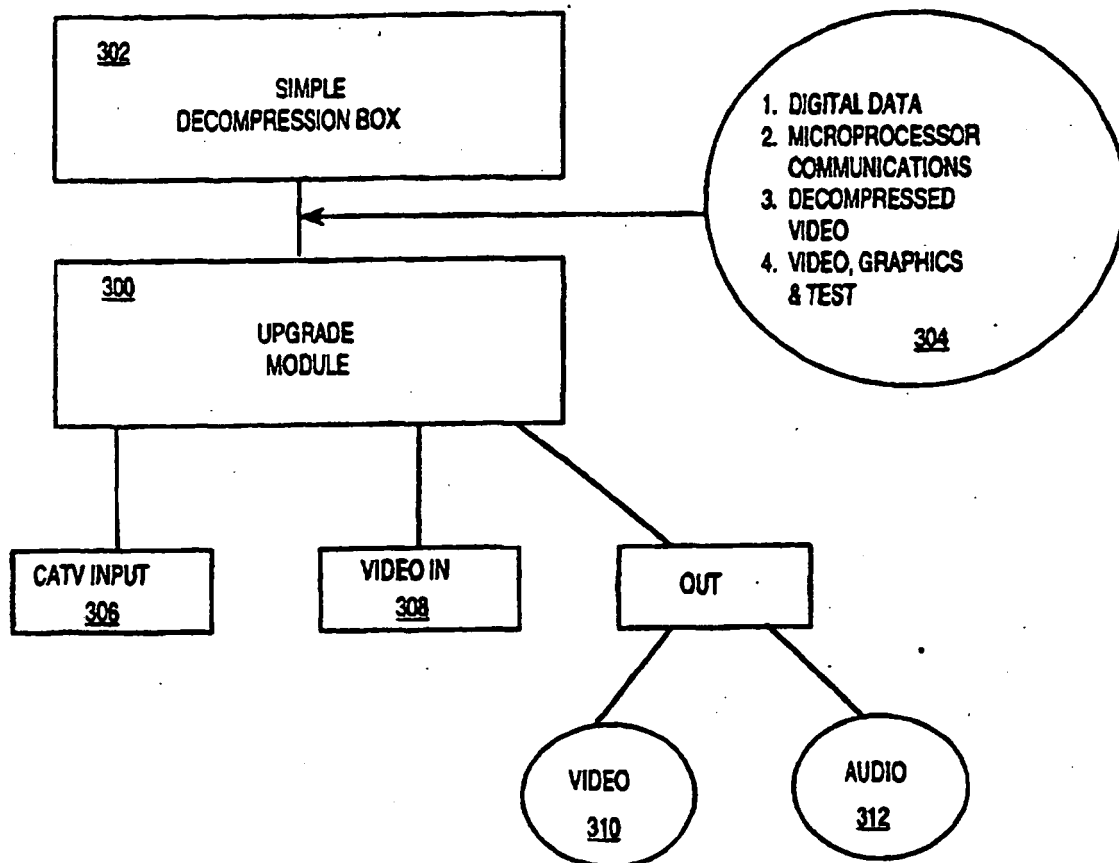 302
SIMPLE
DECOMPRESSION BOX
1. DIGITAL DATA
2. MICROPROCESSOR
COMMUNICATIONS
3. DECOMPRESSED
VIDEO
4. VIDEO, GRAPHICS
& TEST
304
300
UPGRADE
MODULE
CATV INPUT
306
VIDEO IN
308
OUT
VIDEO
310
AUDIO
312